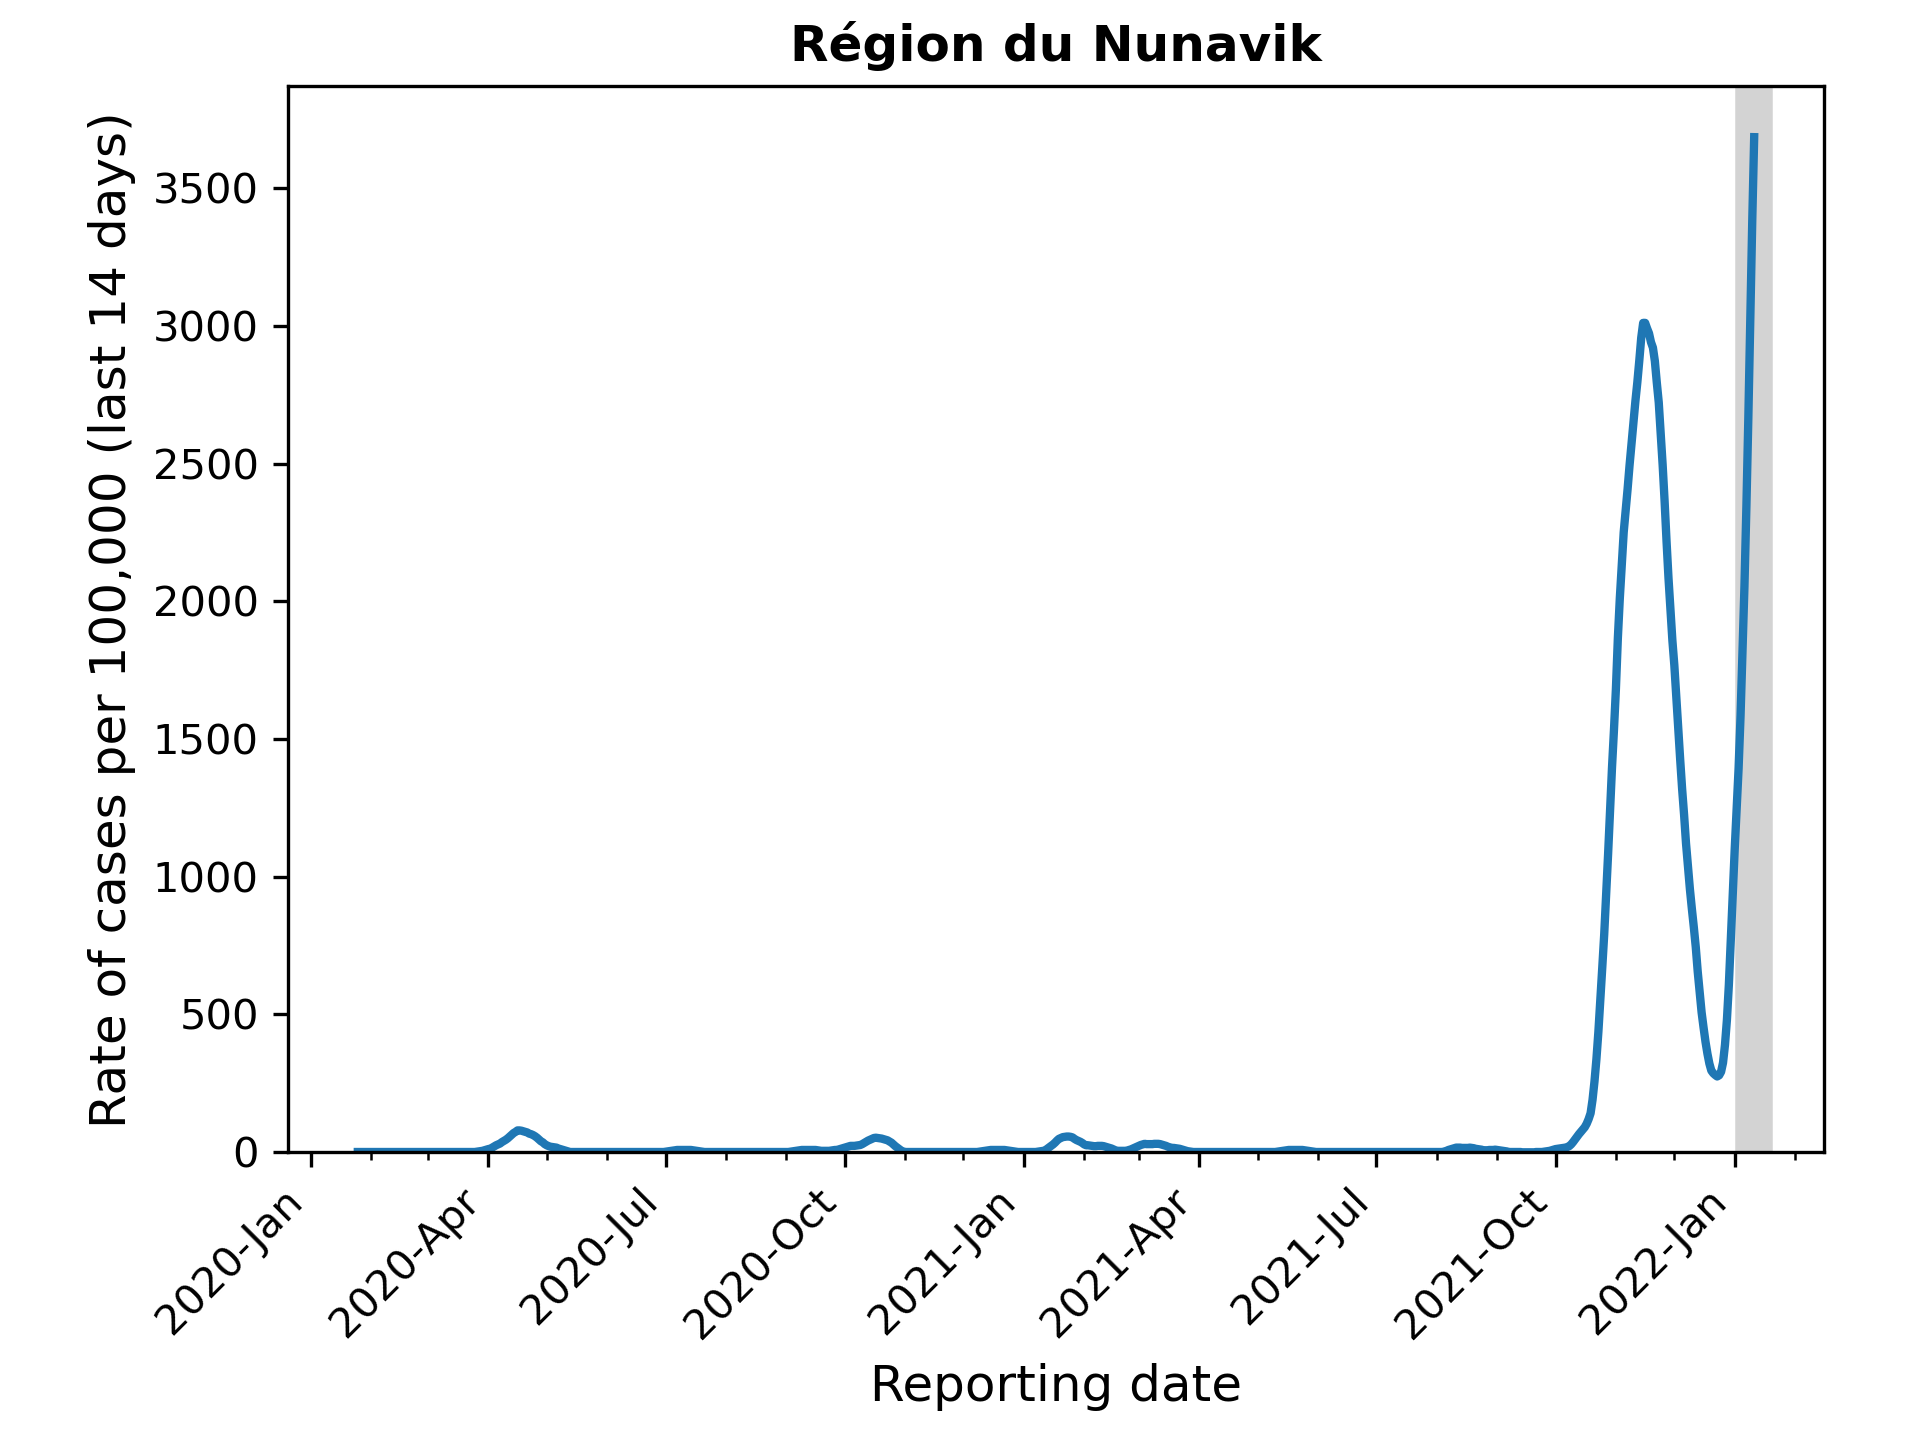 Région du Nunavik
Rate of cases per 100,000 (last 14 days)
3500
3000
2500
2000
1500
1000
500
0
2020-Jan
2020-Apr
2020-Jul
2020-Oct
2021-Jan
2021-Apr
2021-Jul
2021-Oct
2022-Jan
Reporting date